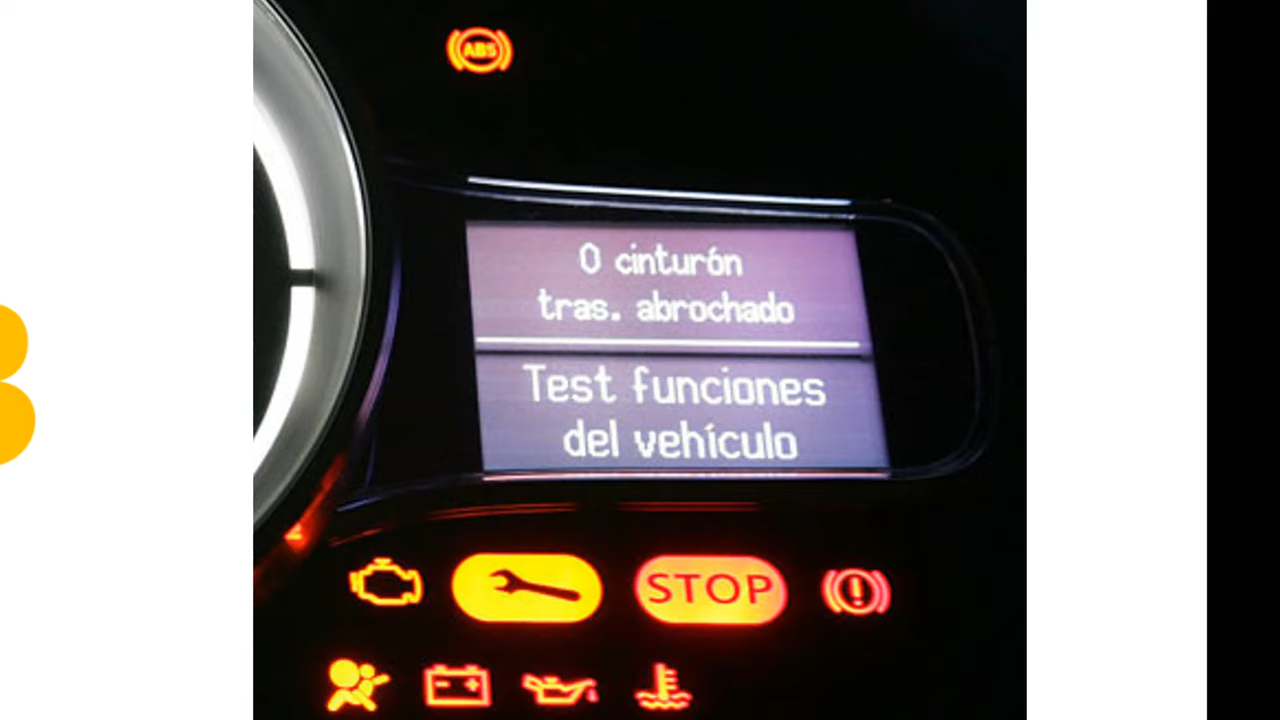 ABS
0 cinturón
tras. abrochado
Test funciones
del vehículo
STOP